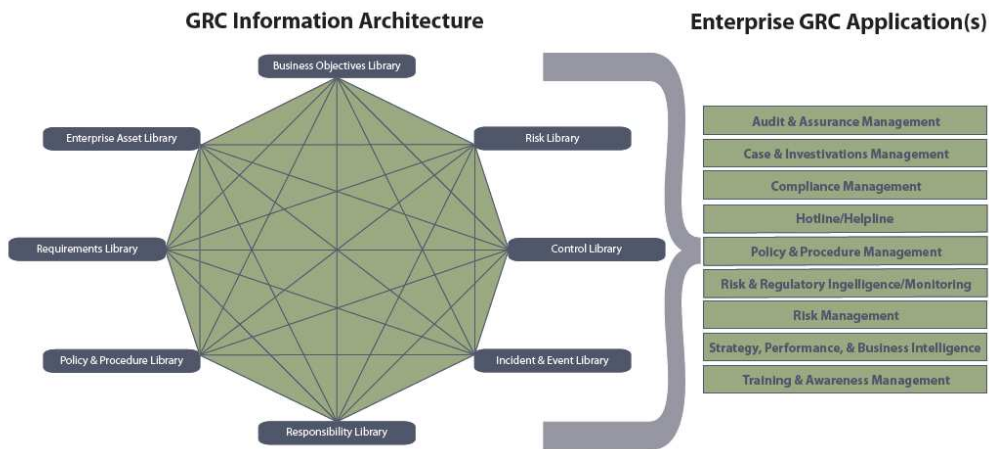 GRC Information Architecture
Enterprise GRC Application(s)
Business Objectives Library
Enterprise Asset Library
Risk Library
Requirements Library
Control Library
Policy & Procedure Library
Incident & Event Library
Responsibility Library
Audit & Assurance Management
Case & Investivations Management
Compliance Management
Hotline/Helpline
Policy & Procedure Management
Risk & Regulatory Ingelligence/Monitoring
Risk Management
Strategy, Performance, & Business Intelligence
Training & Awareness Management